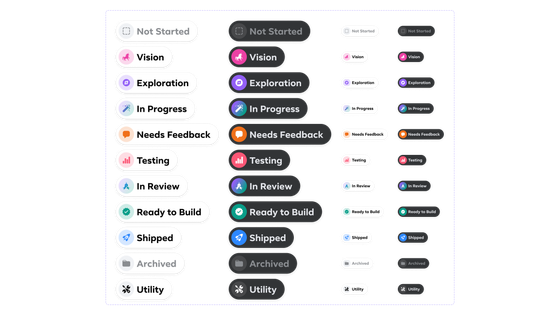 Not Started Not Started Not Started Not Started
Vision Vision Vision Vision
Exploration Exploration Exploration Exploration
In Progress In Progress In Progress In Progress
Needs Feedback Needs Feedback Needs Feedback Needs Feedback
Testing Testing Testing Testing
In Review In Review In Review In Review
Ready to Build Ready to Build Ready to Build Ready to Build
Shipped Shipped Shipped Shipped
Archived Archived Archived Archived
Utility Utility Utility Utility